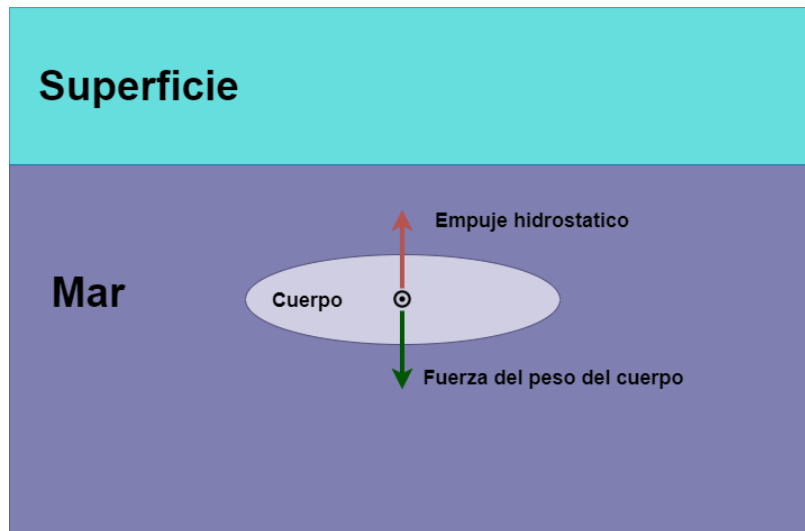 Superficie
Empuje hidrostatico
Mar
Cuerpo
Fuerza del peso del cuerpo